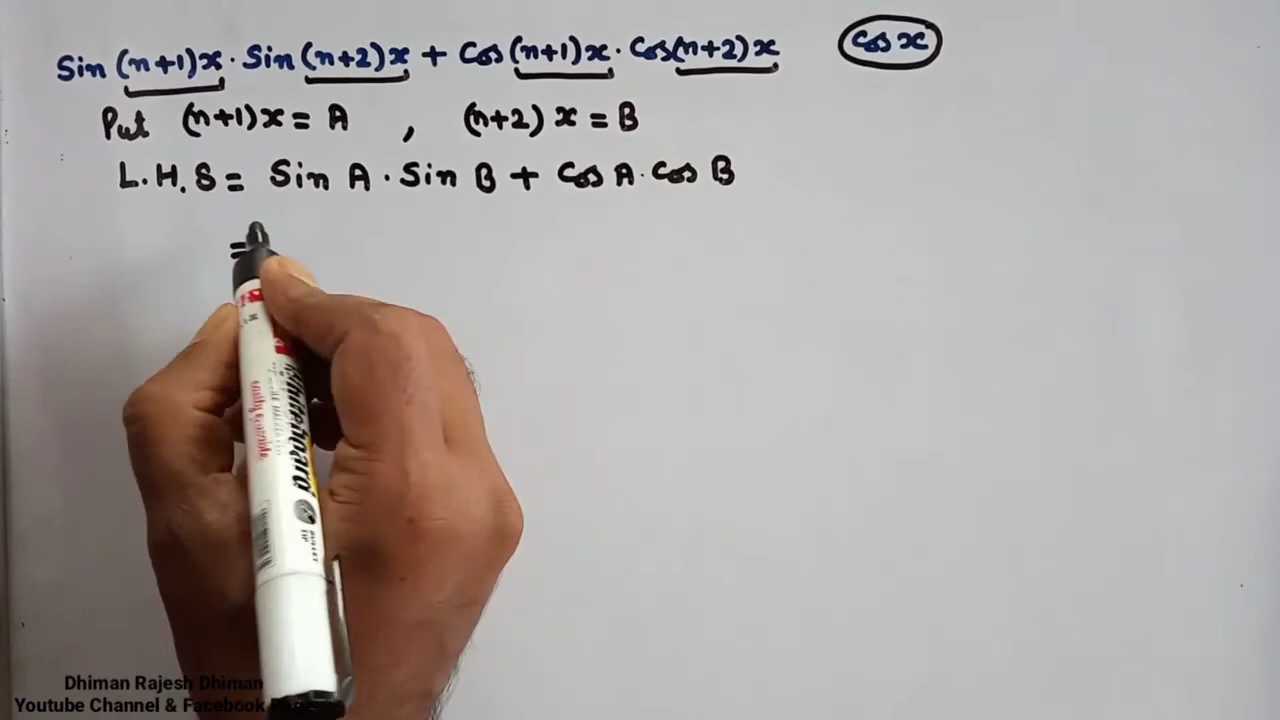 Sin (n+1)x · Sin (n+2)x + Cos (n+1)x · Cos(n+2)x Cos x
Put (n+1)x = A , (n+2) x = B
L.H.S = Sin A · Sin B + Cos A · Cos B
=
Whiteboard
Dhiman Rajesh Dhiman
Youtube Channel & Facebook